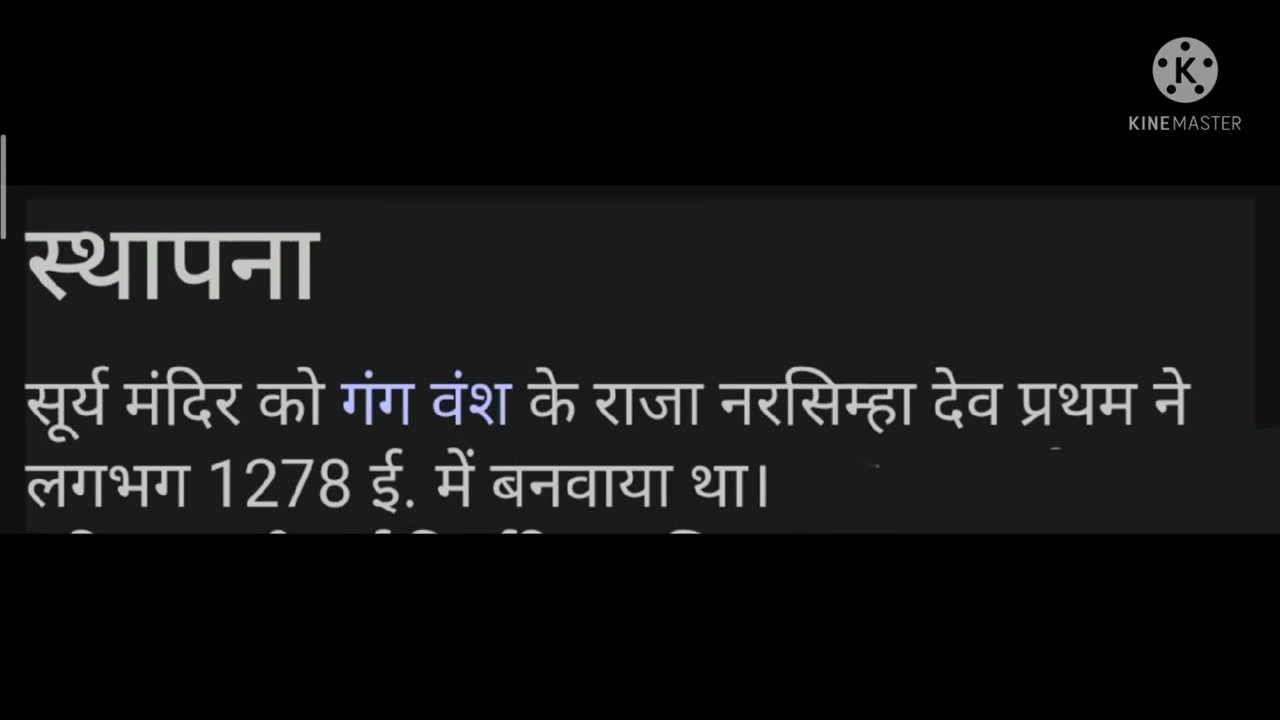 K
KINEMASTER
स्थापना
सूर्य मंदिर को गंग वंश के राजा नरसिम्हा देव प्रथम ने
लगभग 1278 ई. में बनवाया था।